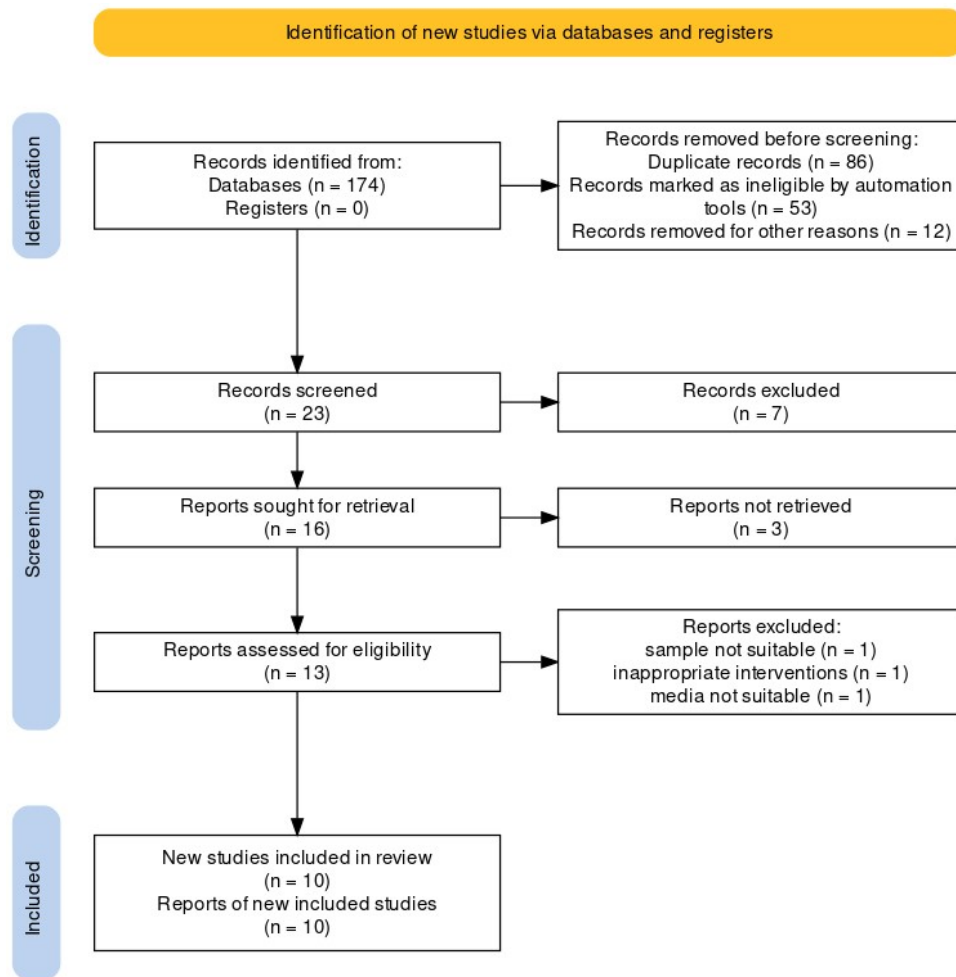 Identification of new studies via databases and registers
Identification
Records identified from:
Databases (n = 174)
Registers (n = 0)
Records removed before screening:
Duplicate records (n = 86)
Records marked as ineligible by automation
tools (n = 53)
Records removed for other reasons (n = 12)
Screening
Records screened
(n = 23)
Records excluded
(n = 7)
Reports sought for retrieval
(n = 16)
Reports not retrieved
(n = 3)
Reports assessed for eligibility
(n = 13)
Reports excluded:
sample not suitable (n = 1)
inappropriate interventions (n = 1)
media not suitable (n = 1)
Included
New studies included in review
(n = 10)
Reports of new included studies
(n = 10)